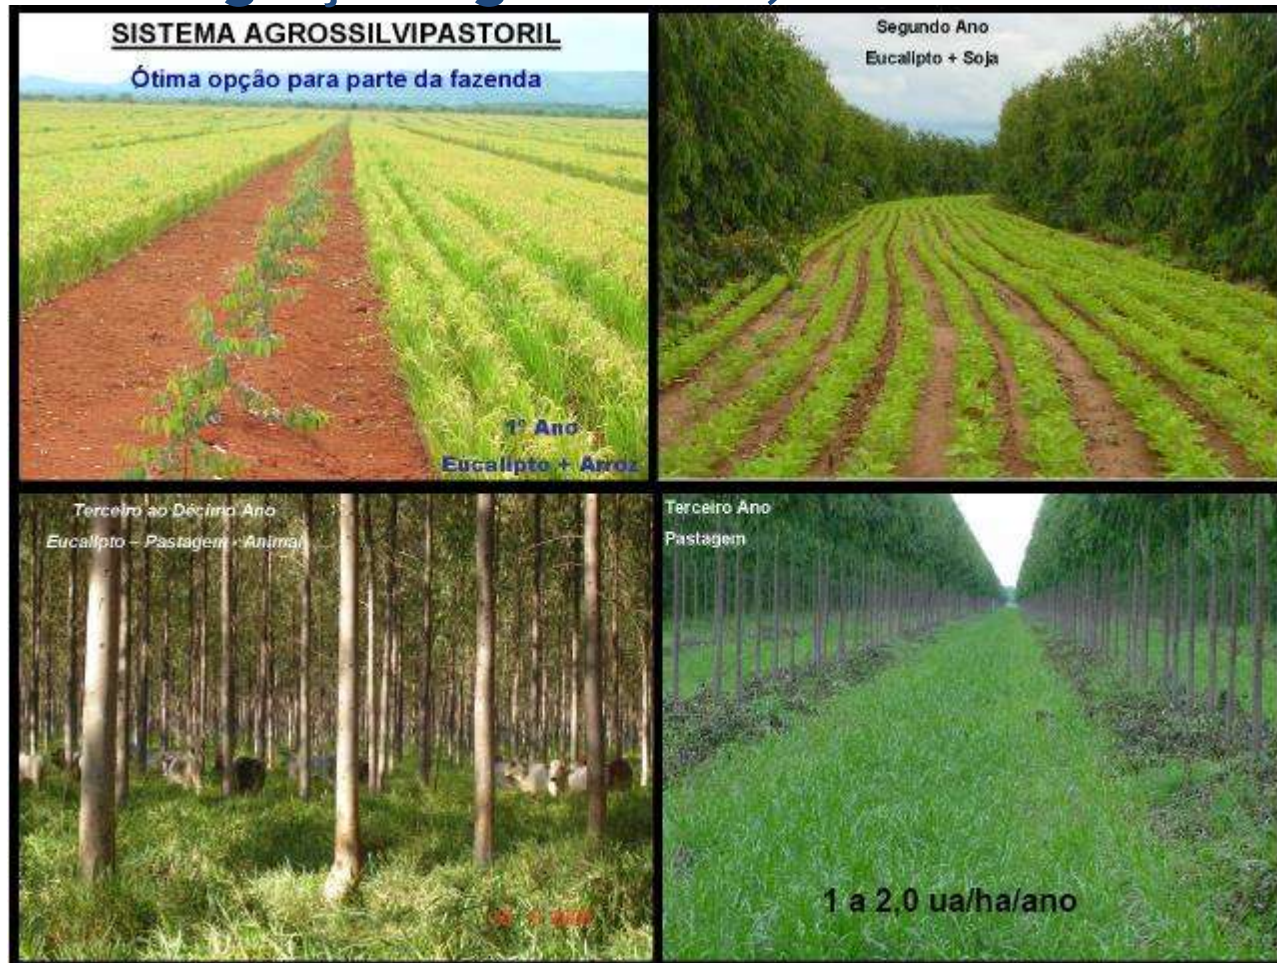 SISTEMA AGROSSILVIPASTORIL
Ótima opção para parte da fazenda
1º Ano
Eucalipto + Arroz
Segundo Ano
Eucalipto + Soja
Terceiro ao Décimo Ano
Eucalipto – Pastagem - Animal
Terceiro Ano
Pastagem
1 a 2,0 ua/ha/ano